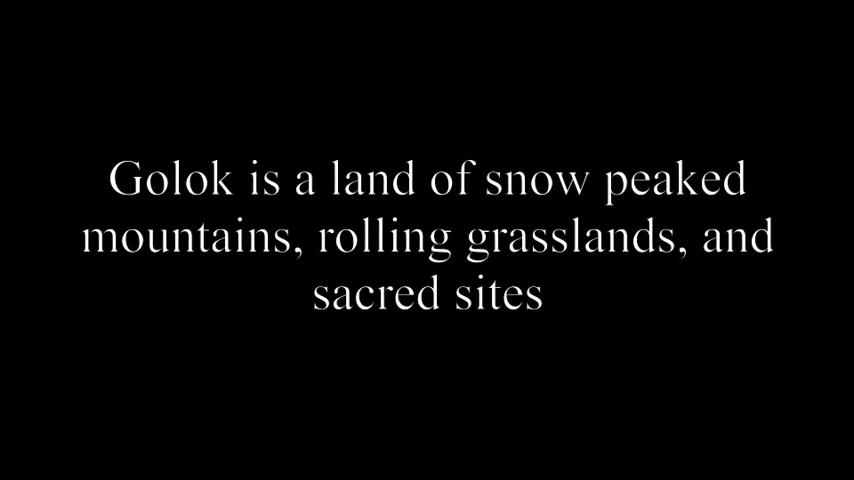 Golok is a land of snow peaked
mountains, rolling grasslands, and
sacred sites